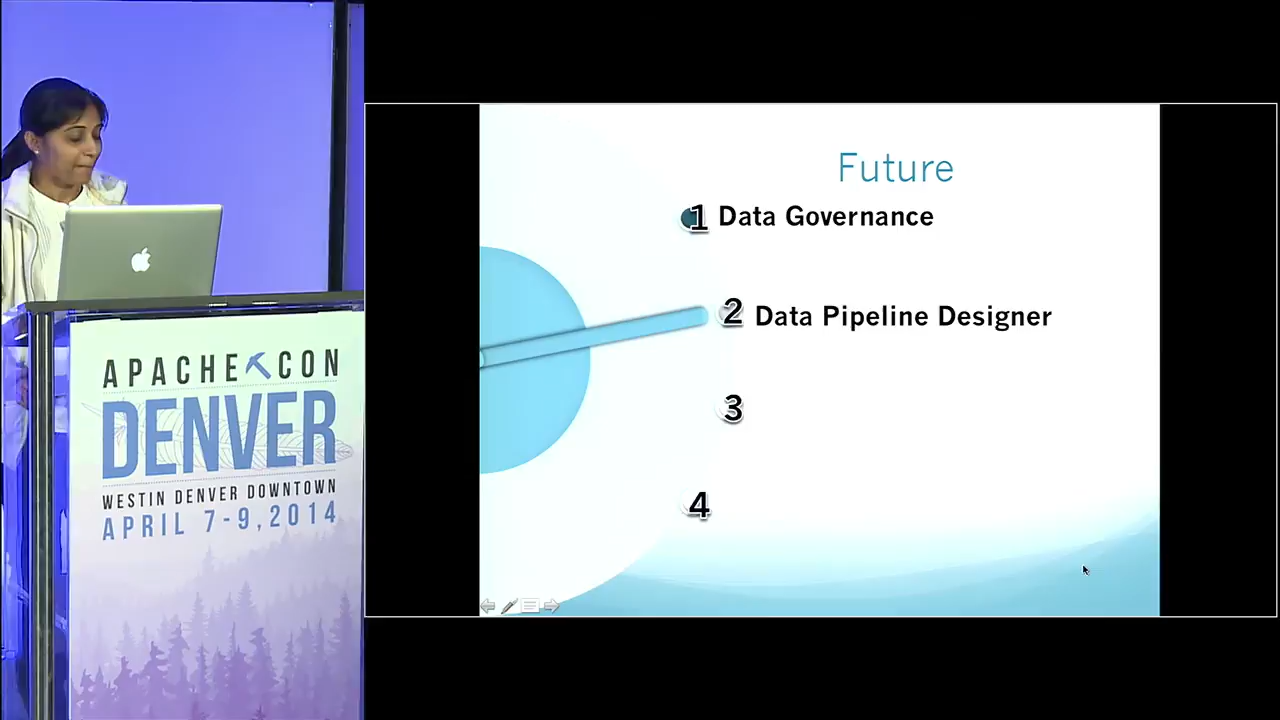 APACHE CON
DENVER
WESTIN DENVER DOWNTOWN
APRIL 7-9, 2014
Future
1 Data Governance
2 Data Pipeline Designer
3
4